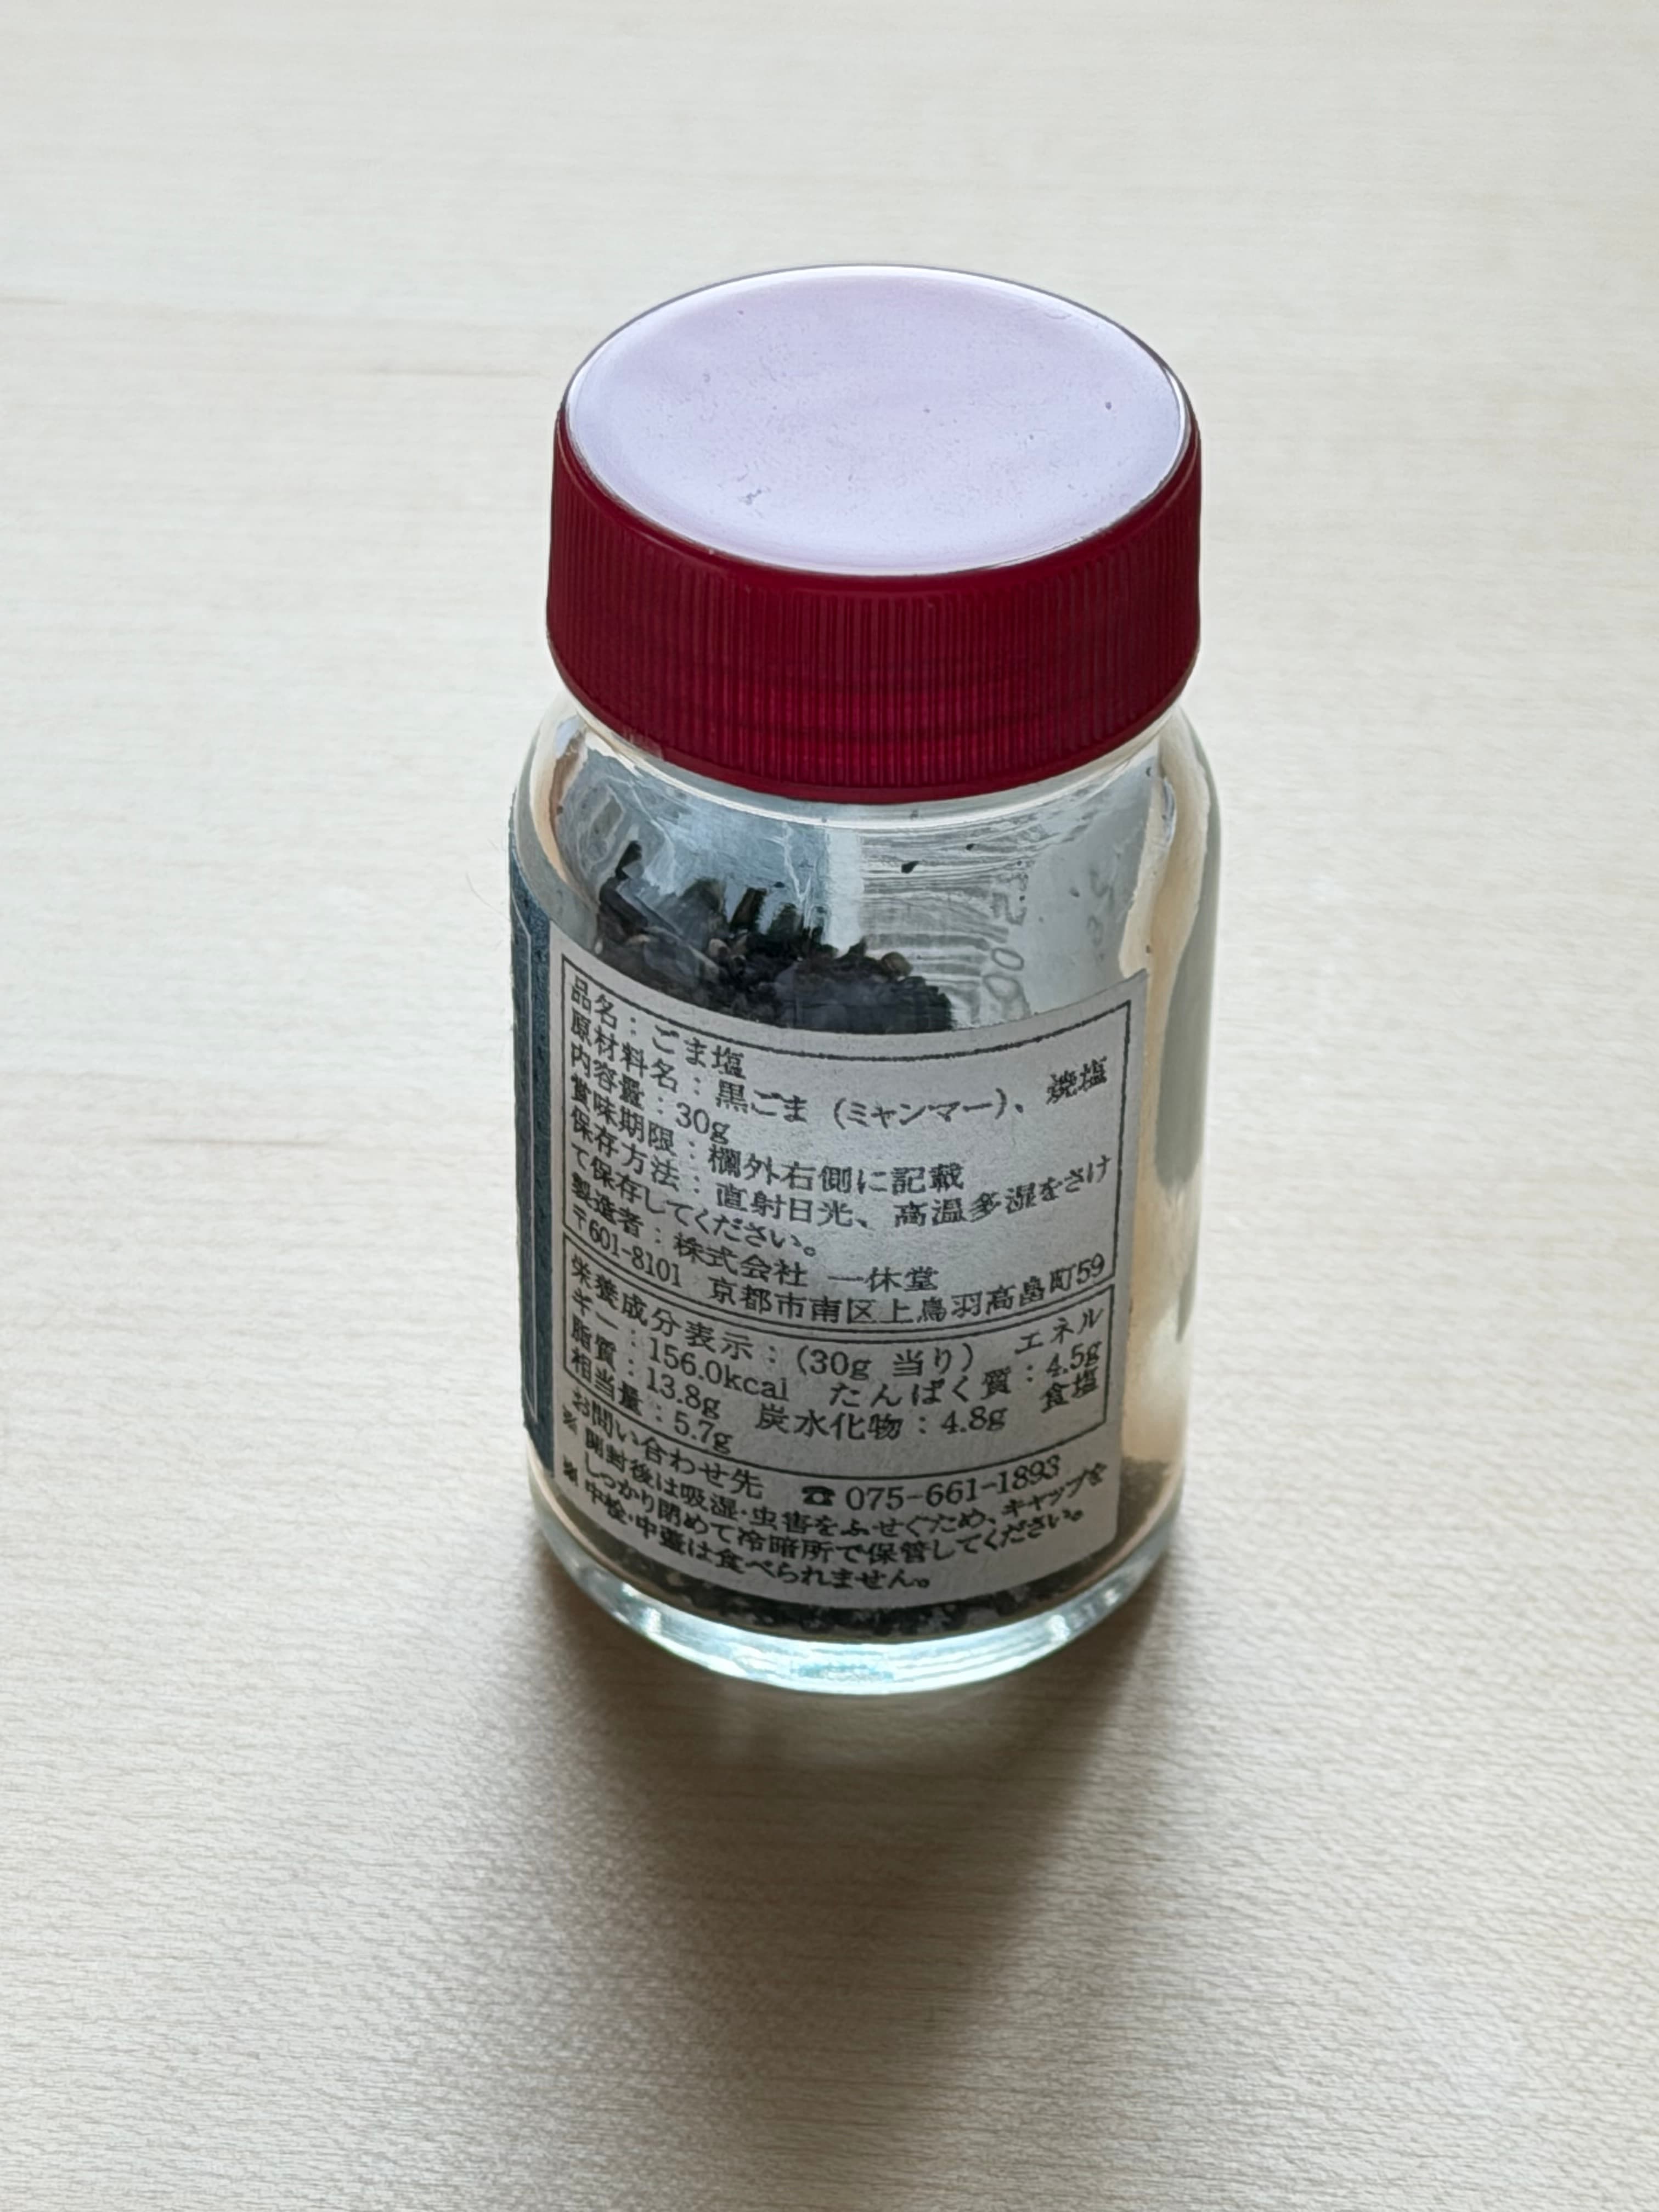 品名：ごま塩
原材料名：黒ごま（ミャンマー）、焼塩
内容量：30g
賞味期限：欄外右側に記載
保存方法：直射日光、高温多湿をさけ
て保存してください。
製造者：株式会社 一休堂
〒601-8101 京都市南区上鳥羽高畠町59
栄養成分表示：（30g 当り） エネル
ギー：156.0kcal たんぱく質：4.5g
脂質：13.8g 炭水化物：4.8g 食塩
相当量：5.7g
お問い合わせ先 ☎075-661-1893
※ 開封後は吸湿・虫害をふせぐため、キャップを
しっかり閉めて冷暗所で保管してください。
※ 中栓・中蓋は食べられません。